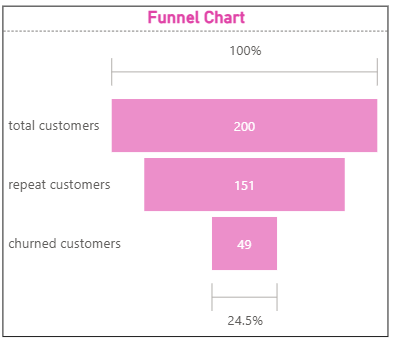 Funnel Chart
100%
total customers 200
repeat customers 151
churned customers 49
24.5%